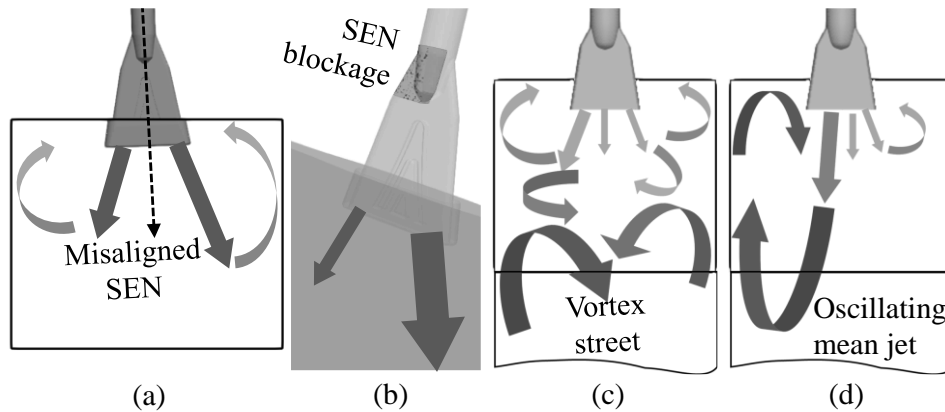 Misaligned
SEN
(a)
SEN
blockage
(b)
Vortex
street
(c)
Oscillating
mean jet
(d)